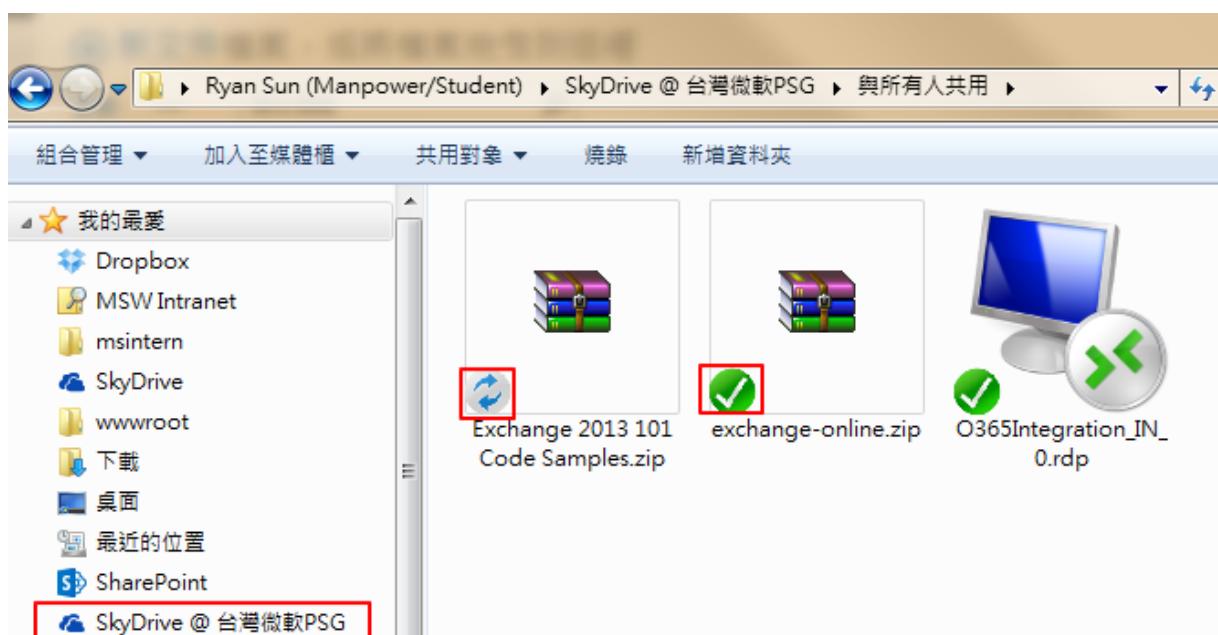 Ryan Sun (Manpower/Student) ▸ SkyDrive @ 台灣微軟PSG ▸ 與所有人共用 ▸
組合管理 加入至媒體櫃 共用對象 燒錄 新增資料夾
我的最愛
Dropbox
MSW Intranet
msintern
SkyDrive
wwwroot
下載
桌面
最近的位置
SharePoint
SkyDrive @ 台灣微軟PSG
Exchange 2013 101
Code Samples.zip
exchange-online.zip
O365Integration_IN_
0.rdp